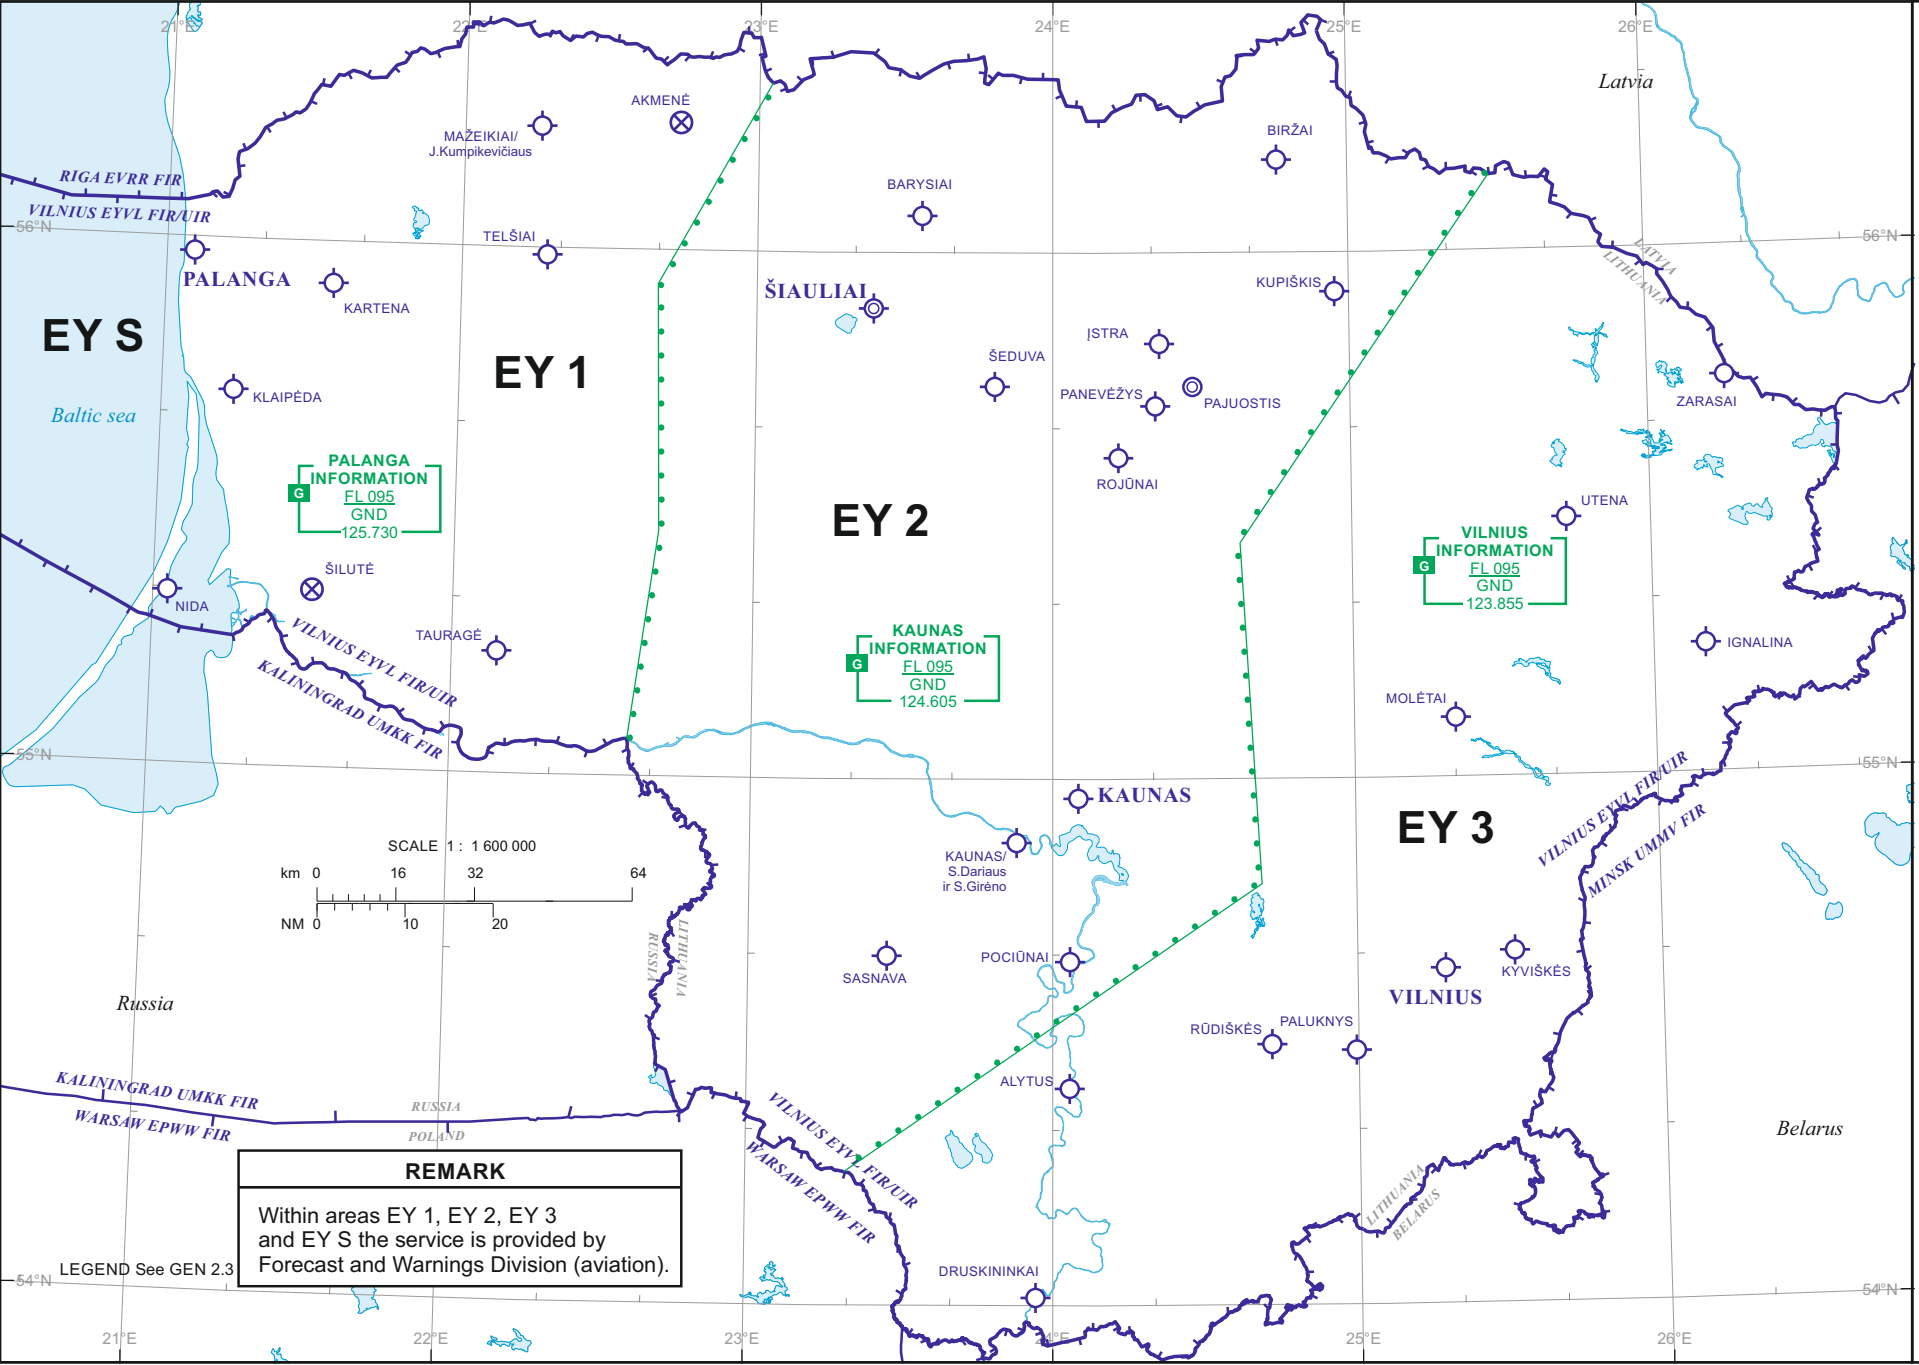 21°E
22°E
23°E
24°E
25°E
26°E
Latvia
AKMENĖ
MAŽEIKIAI/
J.Kumpikevičiaus
BIRŽAI
RIGA EVRR FIR
VILNIUS EYVL FIR/UIR
BARYSIAI
56°N
56°N
TELŠIAI
LATVIA
LITHUANIA
PALANGA
KARTENA
ŠIAULIAI
KUPIŠKIS
EY S
EY 1
ĮSTRA
ŠEDUVA
PANEVĖŽYS
PAJUOSTIS
ZARASAI
KLAIPĖDA
Baltic sea
PALANGA
INFORMATION
G
FL 095
GND
125.730
ROJŪNAI
EY 2
UTENA
VILNIUS
INFORMATION
G
FL 095
GND
123.855
ŠILUTĖ
NIDA
TAURAGĖ
VILNIUS EYVL FIR/UIR
KALININGRAD UMKK FIR
KAUNAS
INFORMATION
G
FL 095
GND
124.605
IGNALINA
MOLĖTAI
55°N
55°N
KAUNAS
VILNIUS EYVL FIR/UIR
MINSK UMMV FIR
EY 3
SCALE 1 : 1 600 000
km 0 16 32 64
NM 0 10 20
KAUNAS/
S.Dariaus
ir S.Girėno
RUSSIA
LITHUANIA
SASNAVA
POCIŪNAI
KYVIŠKĖS
VILNIUS
Russia
RŪDIŠKĖS
PALUKNYS
KALININGRAD UMKK FIR
WARSAW EPWW FIR
RUSSIA
POLAND
ALYTUS
VILNIUS EYVL FIR/UIR
WARSAW EPWW FIR
Belarus
LITHUANIA
BELARUS
REMARK
Within areas EY 1, EY 2, EY 3
and EY S the service is provided by
Forecast and Warnings Division (aviation).
LEGEND See GEN 2.3
DRUSKININKAI
54°N
54°N
21°E
22°E
23°E
24°E
25°E
26°E